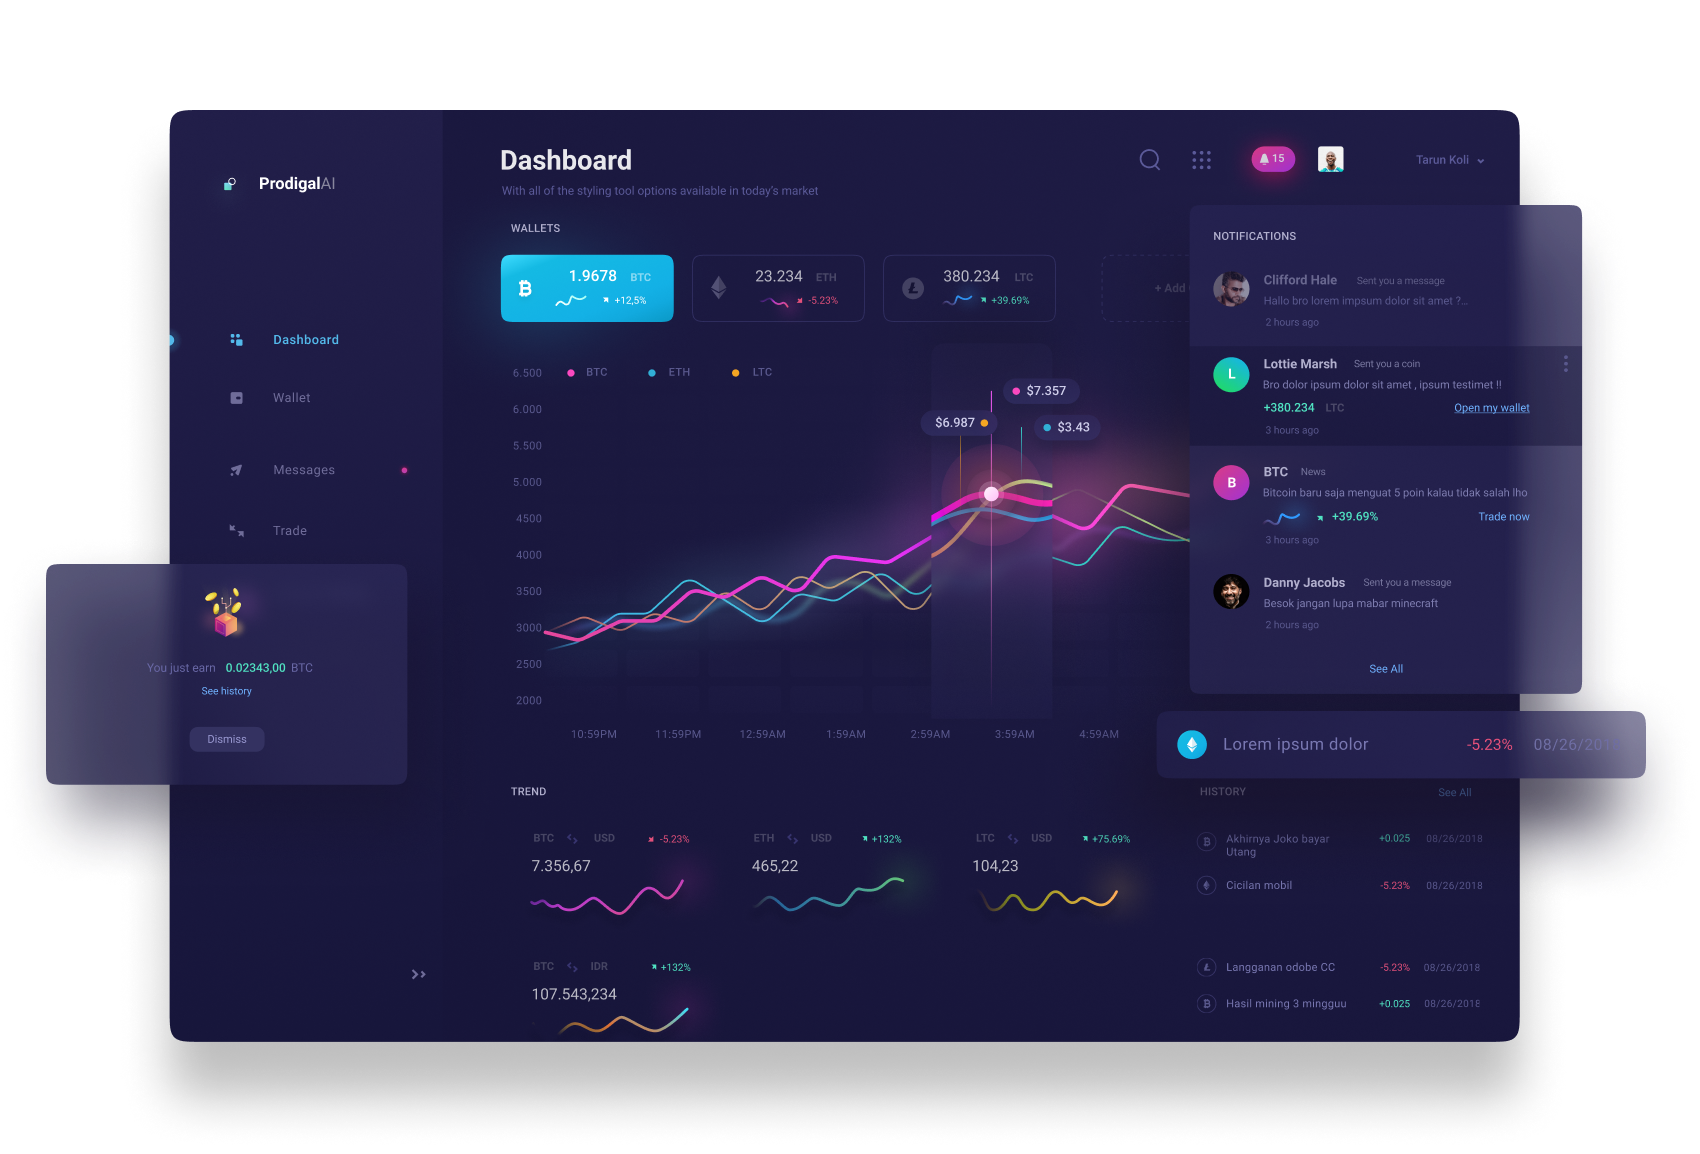 ProdigalAI
Dashboard
Wallet
Messages
Trade
You just earn 0.02343,00 BTC
See history
Dismiss
Dashboard
With all of the styling tool options available in today's market
15
Tarun Koli
WALLETS
1.9678 BTC
+12,5%
23.234 ETH
-5.23%
380.234 LTC
+39.69%
+ Add
BTC
ETH
LTC
6.500
6.000
5.500
5.000
4500
4000
3500
3000
2500
2000
$7.357
$6.987
$3.43
10:59PM
11:59PM
12:59AM
1:59AM
2:59AM
3:59AM
4:59AM
NOTIFICATIONS
Clifford Hale Sent you a message
Hallo bro lorem impsum dolor sit amet ?...
2 hours ago
L
Lottie Marsh Sent you a coin
Bro dolor ipsum dolor sit amet , ipsum testimet !!
+380.234 LTC Open my wallet
3 hours ago
B
BTC News
Bitcoin baru saja menguat 5 poin kalau tidak salah lho
+39.69% Trade now
3 hours ago
Danny Jacobs Sent you a message
Besok jangan lupa mabar minecraft
2 hours ago
See All
Lorem ipsum dolor -5.23% 08/26/201
TREND
BTC USD -5.23%
7.356,67
ETH USD +132%
465,22
LTC USD +75.69%
104,23
BTC IDR +132%
107.543,234
HISTORY See All
Akhirnya Joko bayar +0.025 08/26/2018
Utang
Cicilan mobil -5.23% 08/26/2018
Langganan odobe CC -5.23% 08/26/2018
Hasil mining 3 mingguu +0.025 08/26/2018